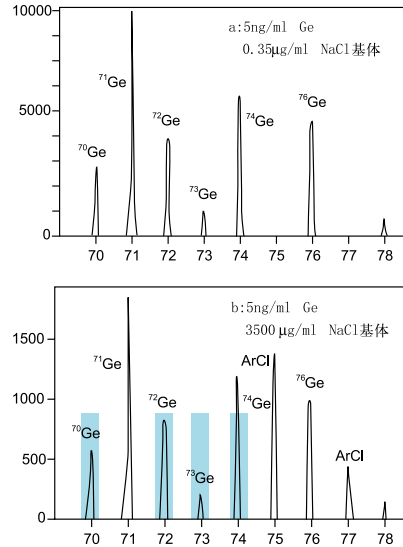 10000
a:5ng/ml Ge
0.35μg/ml NaCl基体
⁷¹Ge
⁷⁶Ge
5000
⁷²Ge
⁷⁴Ge
⁷⁰Ge
⁷³Ge
0
70 71 72 73 74 75 76 77 78
b:5ng/ml Ge
3500 μg/ml NaCl基体
1500
⁷¹Ge
ArCl
⁷⁶Ge
1000
⁷²Ge
⁷⁴Ge
⁷⁰Ge
500
⁷³Ge
ArCl
0
70 71 72 73 74 75 76 77 78